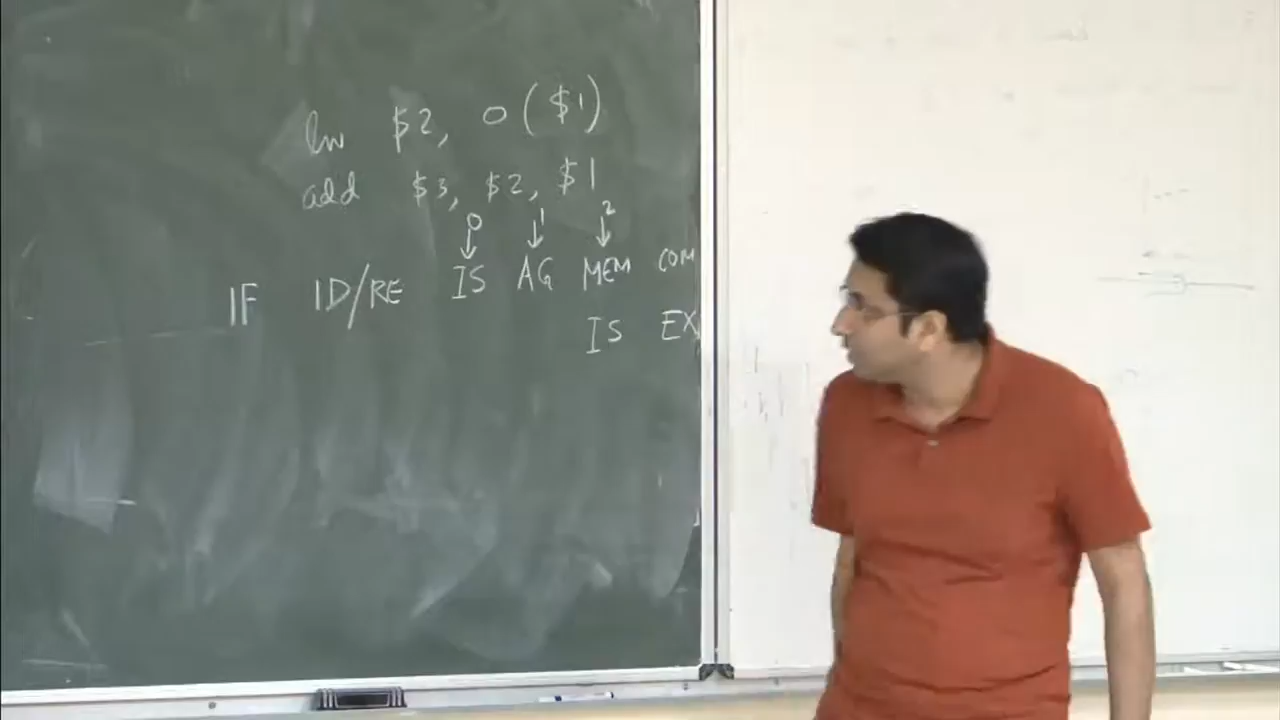 lw $2, 0($1)
add $3, $2, $1
0 1 2
IF ID/RE IS AG MEM COM
IS EX